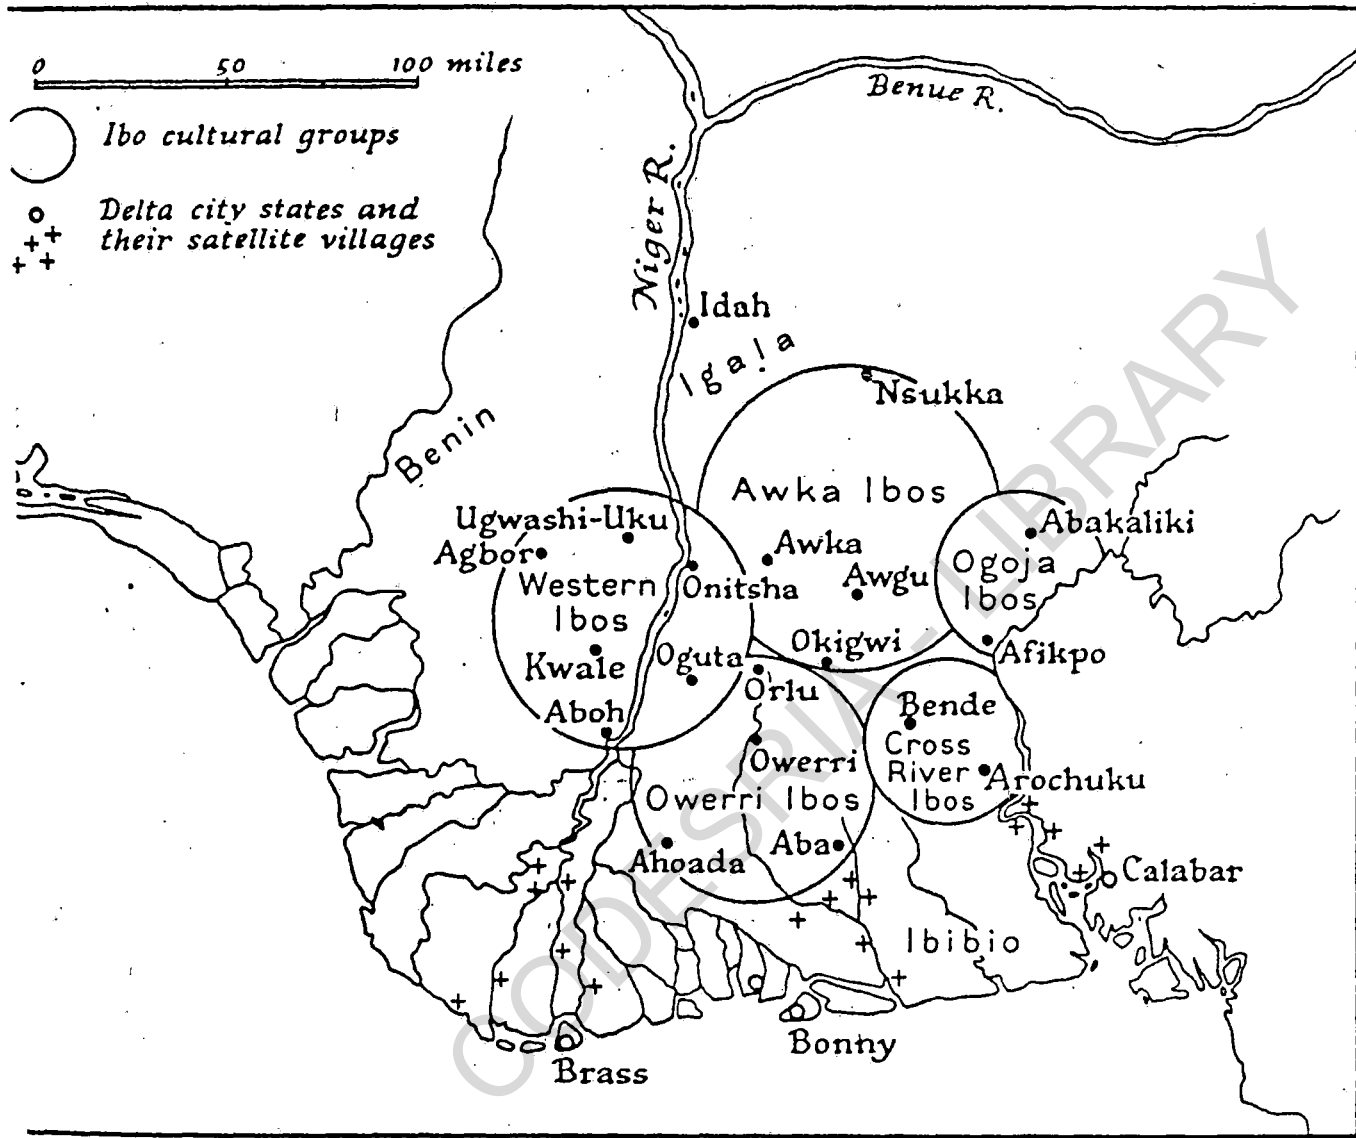 0 50 100 miles
Ibo cultural groups
Delta city states and
their satellite villages
Benue R.
Niger R.
Idah
Igala
Nsukka
Benin
Awka Ibos
Ugwashi-Uku
Agbor
Western
Ibos
Onitsha
Awka
Awgu
Abakaliki
Ogoja
Ibos
Kwale
Oguta
Okigwi
Afikpo
Orlu
Aboh
Bende
Cross
River
Ibos
Arochuku
Owerri
Owerri Ibos
Ahoada
Aba
Calabar
Ibibio
Bonny
Brass
CODESRIA - LIBRARY